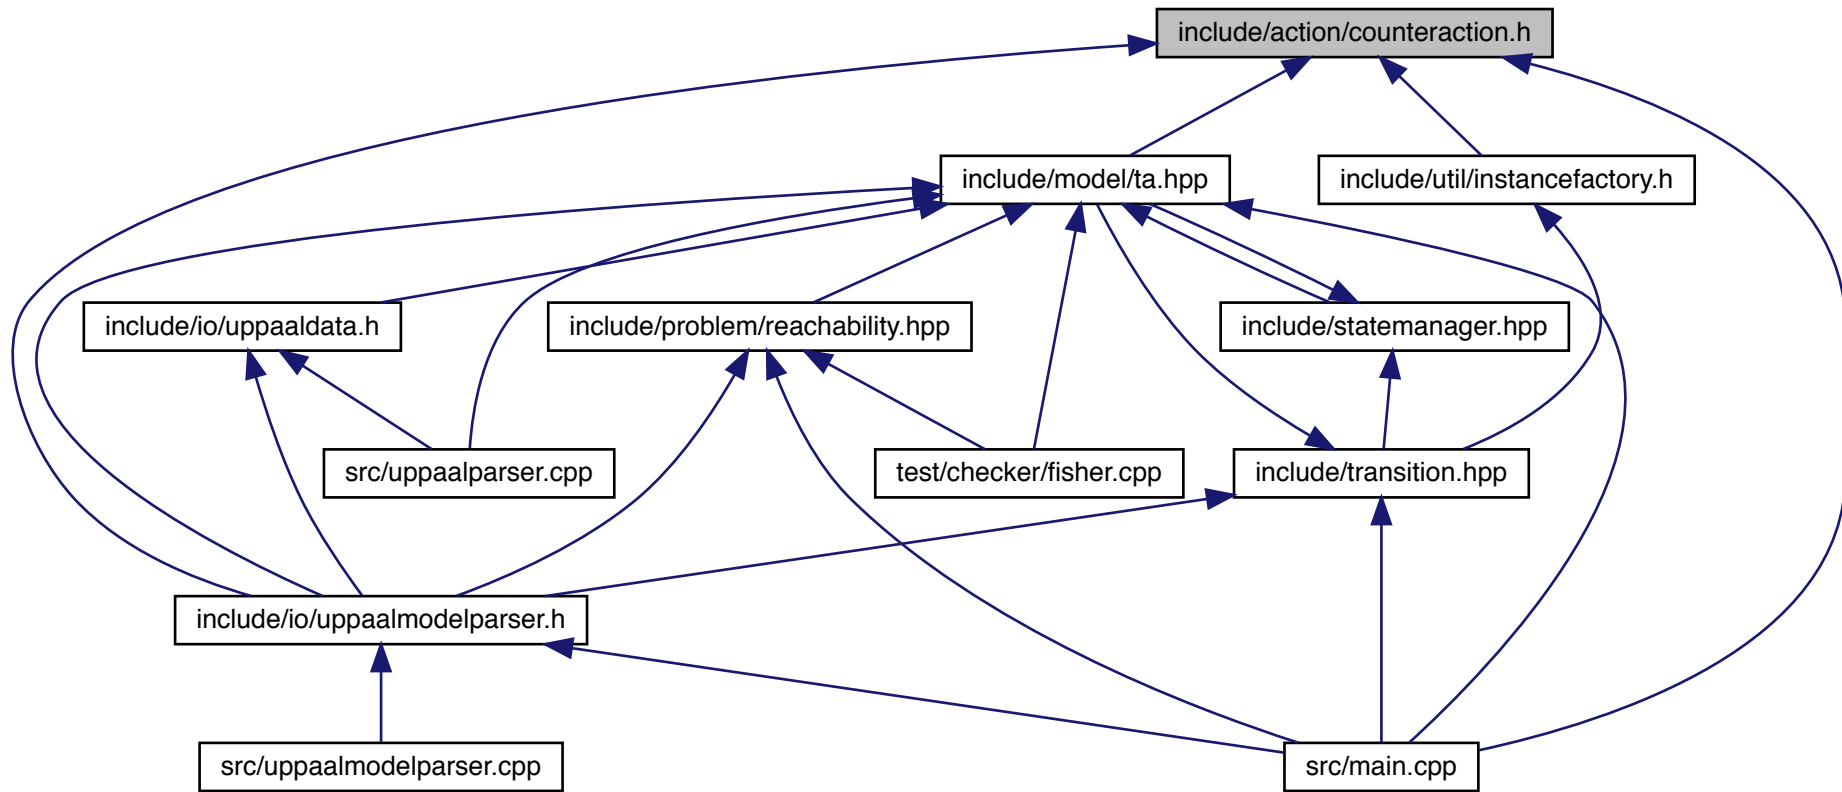 include/action/counteraction.h
include/model/ta.hpp
include/util/instancefactory.h
include/io/uppaaldata.h
include/problem/reachability.hpp
include/statemanager.hpp
src/uppaalparser.cpp
test/checker/fisher.cpp
include/transition.hpp
include/io/uppaalmodelparser.h
src/uppaalmodelparser.cpp
src/main.cpp